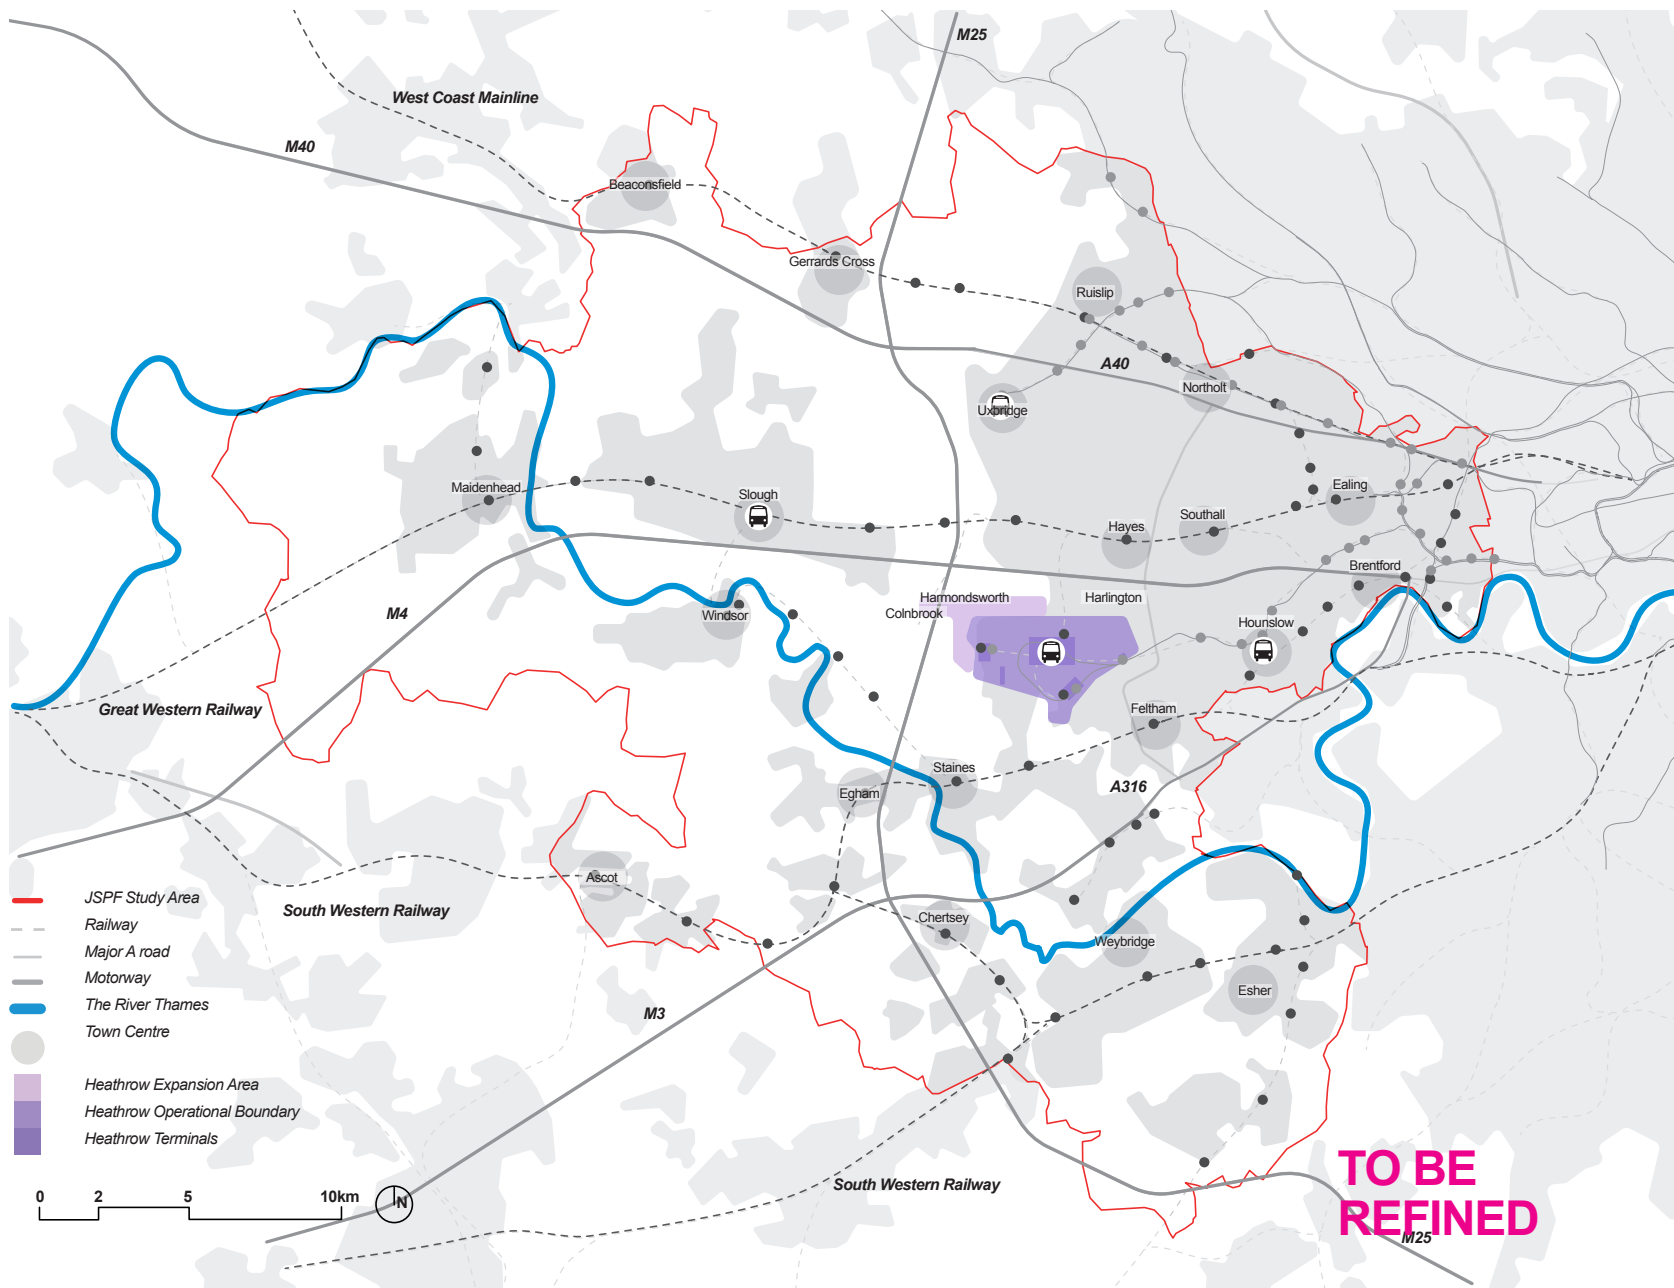 M25
West Coast Mainline
M40
Beaconsfield
Gerrards Cross
Ruislip
A40
Northolt
Uxbridge
Maidenhead
Slough
Ealing
Southall
Hayes
Brentford
Harmondsworth
Harlington
Colnbrook
M4
Windsor
Hounslow
Great Western Railway
Feltham
Staines
Egham
A316
Ascot
JSPF Study Area
South Western Railway
Chertsey
Railway
Weybridge
Major A road
Motorway
Esher
The River Thames
M3
Town Centre
Heathrow Expansion Area
Heathrow Operational Boundary
Heathrow Terminals
TO BE
REFINED
South Western Railway
0 2 5 10km
N
M25